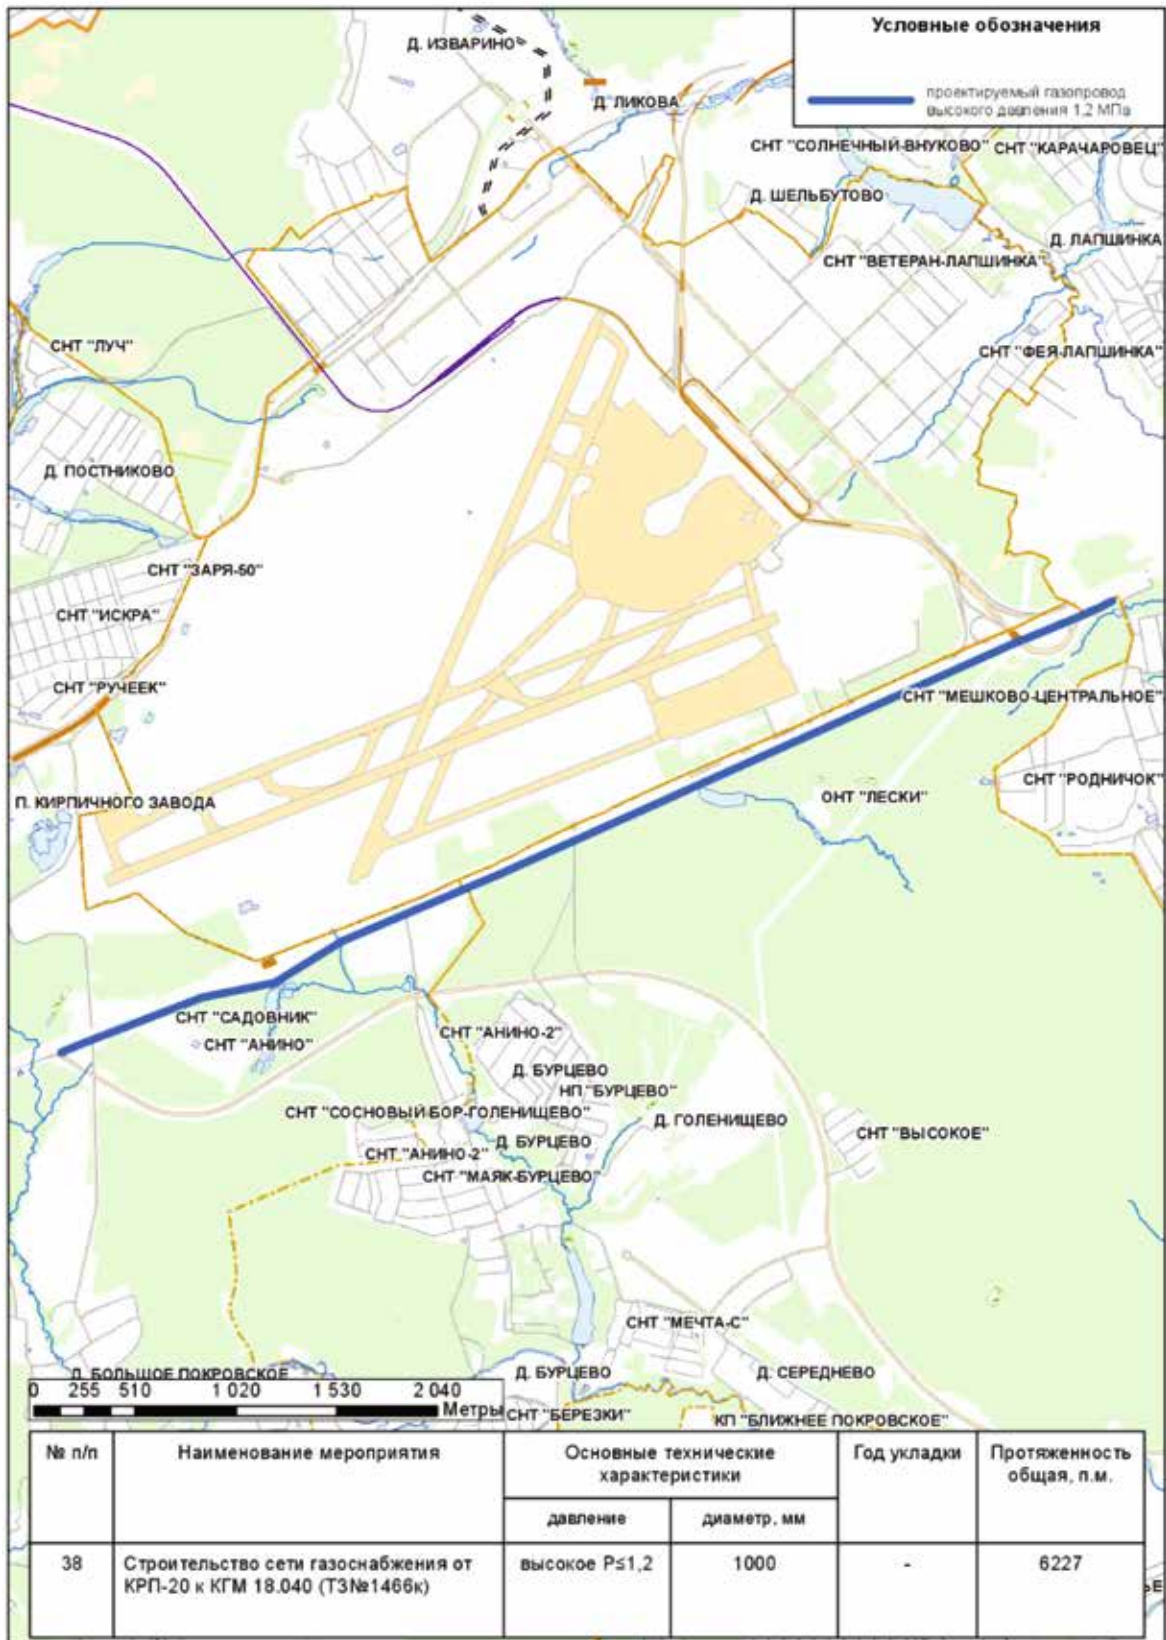 Условные обозначения
проектируемый газопровод
высокого давления 1,2 МПа
Д. ИЗВАРИНО
Д. ЛИКОВА
СНТ "СОЛНЕЧНЫЙ-ВНУКОВО"
СНТ "КАРАЧАРОВЕЦ"
Д. ШЕЛЬБУТОВО
Д. ЛАПШИНКА
СНТ "ВЕТЕРАН-ЛАПШИНКА"
СНТ "ЛУЧ"
СНТ "ФЕЯ-ЛАПШИНКА"
Д. ПОСТНИКОВО
СНТ "ЗАРЯ-50"
СНТ "ИСКРА"
СНТ "РУЧЕЕК"
СНТ "МЕШКОВО-ЦЕНТРАЛЬНОЕ"
СНТ "РОДНИЧОК"
П. КИРПИЧНОГО ЗАВОДА
ОНТ "ЛЕСКИ"
СНТ "САДОВНИК"
СНТ "АНИНО"
СНТ "АНИНО-2"
Д. БУРЦЕВО
НП "БУРЦЕВО"
СНТ "СОСНОВЫЙ-БОР-ГОЛЕНИЩЕВО"
Д. ГОЛЕНИЩЕВО
СНТ "ВЫСОКОЕ"
Д. БУРЦЕВО
СНТ "АНИНО-2"
СНТ "МАЯК-БУРЦЕВО"
СНТ "МЕЧТА-С"
Д. БОЛЬШОЕ ПОКРОВСКОЕ
Д. БУРЦЕВО
Д. СЕРЕДНЕВО
0 255 510 1 020 1 530 2 040
Метры
СНТ "БЕРЕЗКИ"
КП "БЛИЖНЕЕ ПОКРОВСКОЕ"
№ п/п
Наименование мероприятия
Основные технические
характеристики
Год укладки
Протяженность
общая, п.м.
давление
диаметр, мм
38
Строительство сети газоснабжения от
КРП-20 к КГМ 18.040 (ТЗ№1466к)
высокое Р≤1,2
1000
-
6227